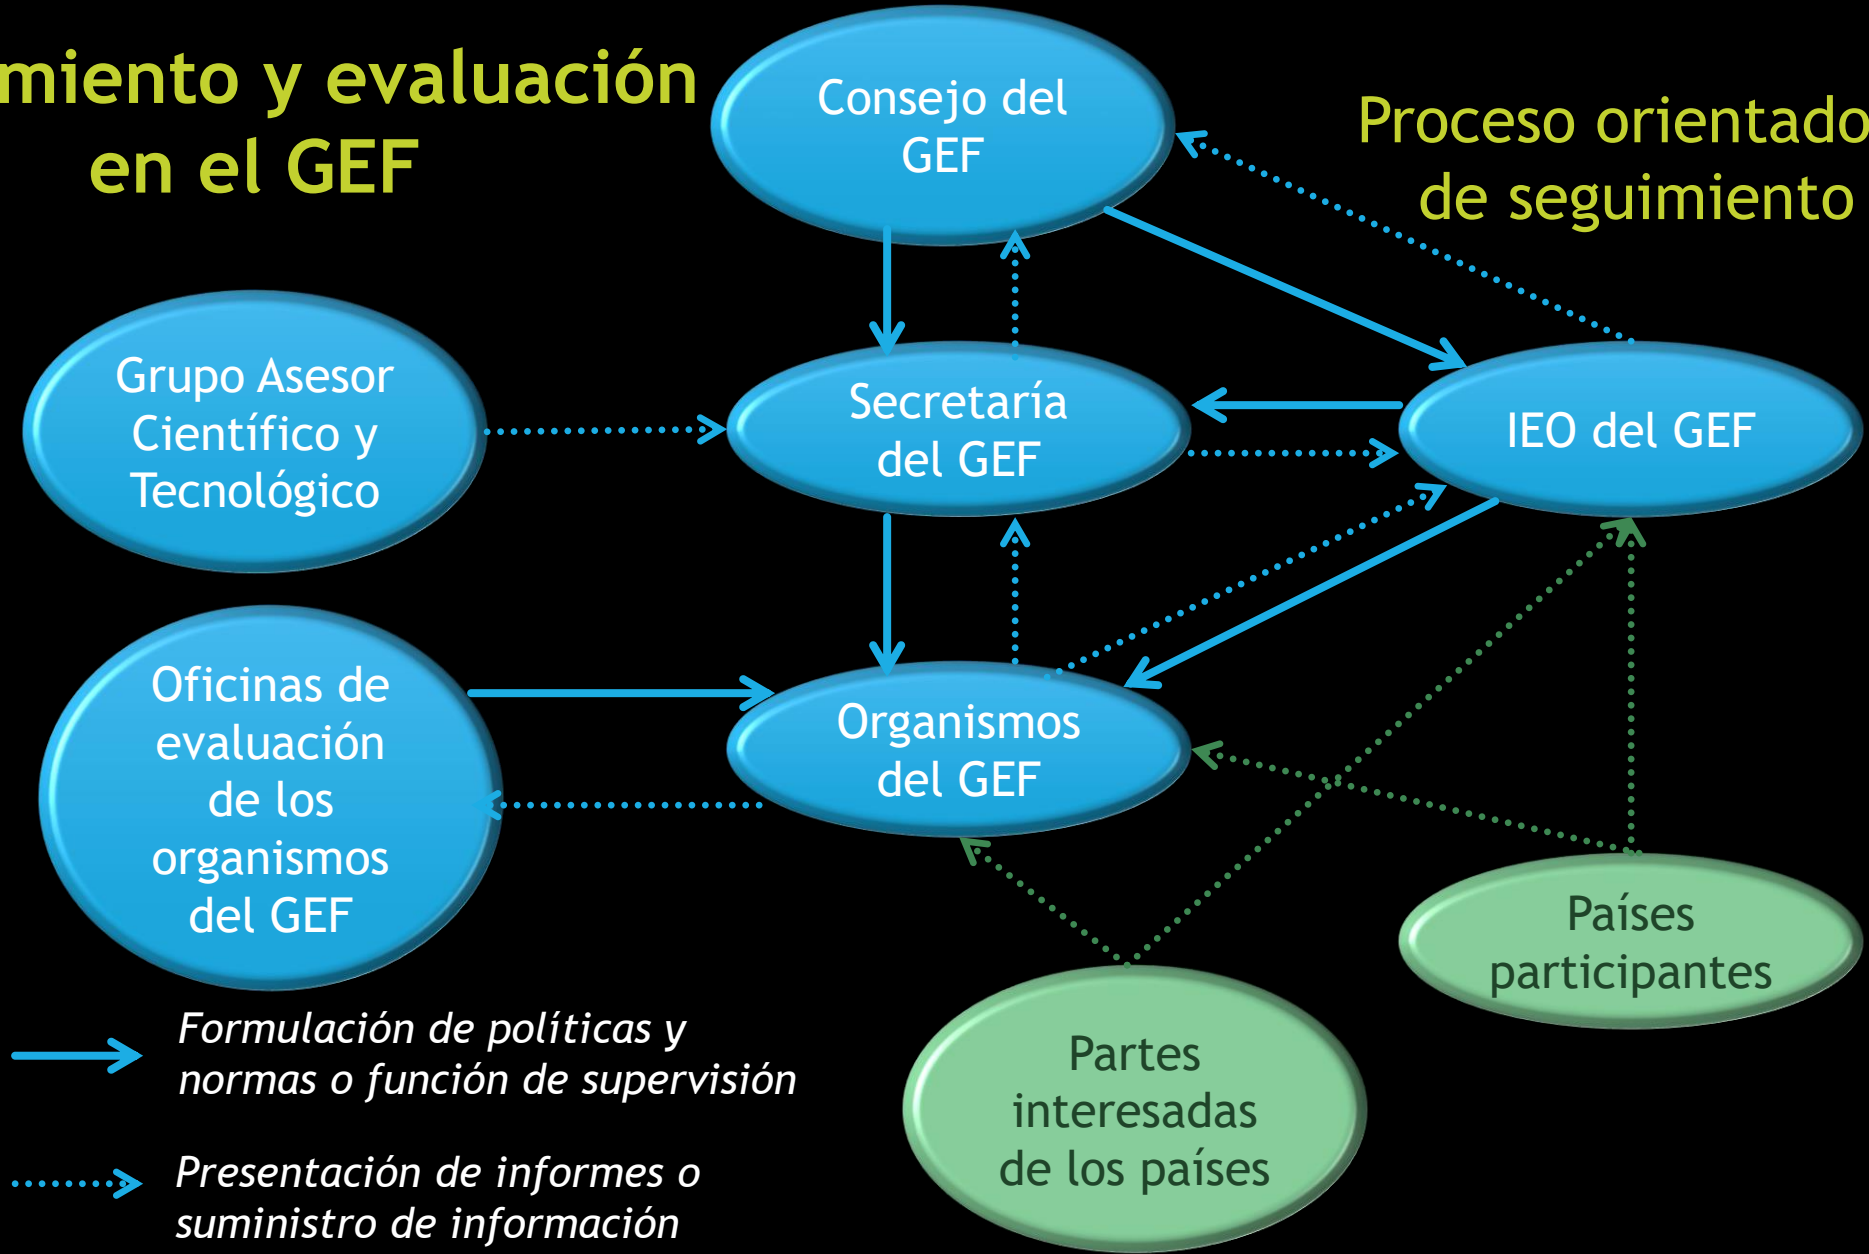 miento y evaluación
en el GEF
Consejo del
GEF
Proceso orientado
de seguimiento
Grupo Asesor
Científico y
Tecnológico
Secretaría
del GEF
IEO del GEF
Oficinas de
evaluación
de los
organismos
del GEF
Organismos
del GEF
Países
participantes
Partes
interesadas
de los países
Formulación de políticas y
normas o función de supervisión
Presentación de informes o
suministro de información